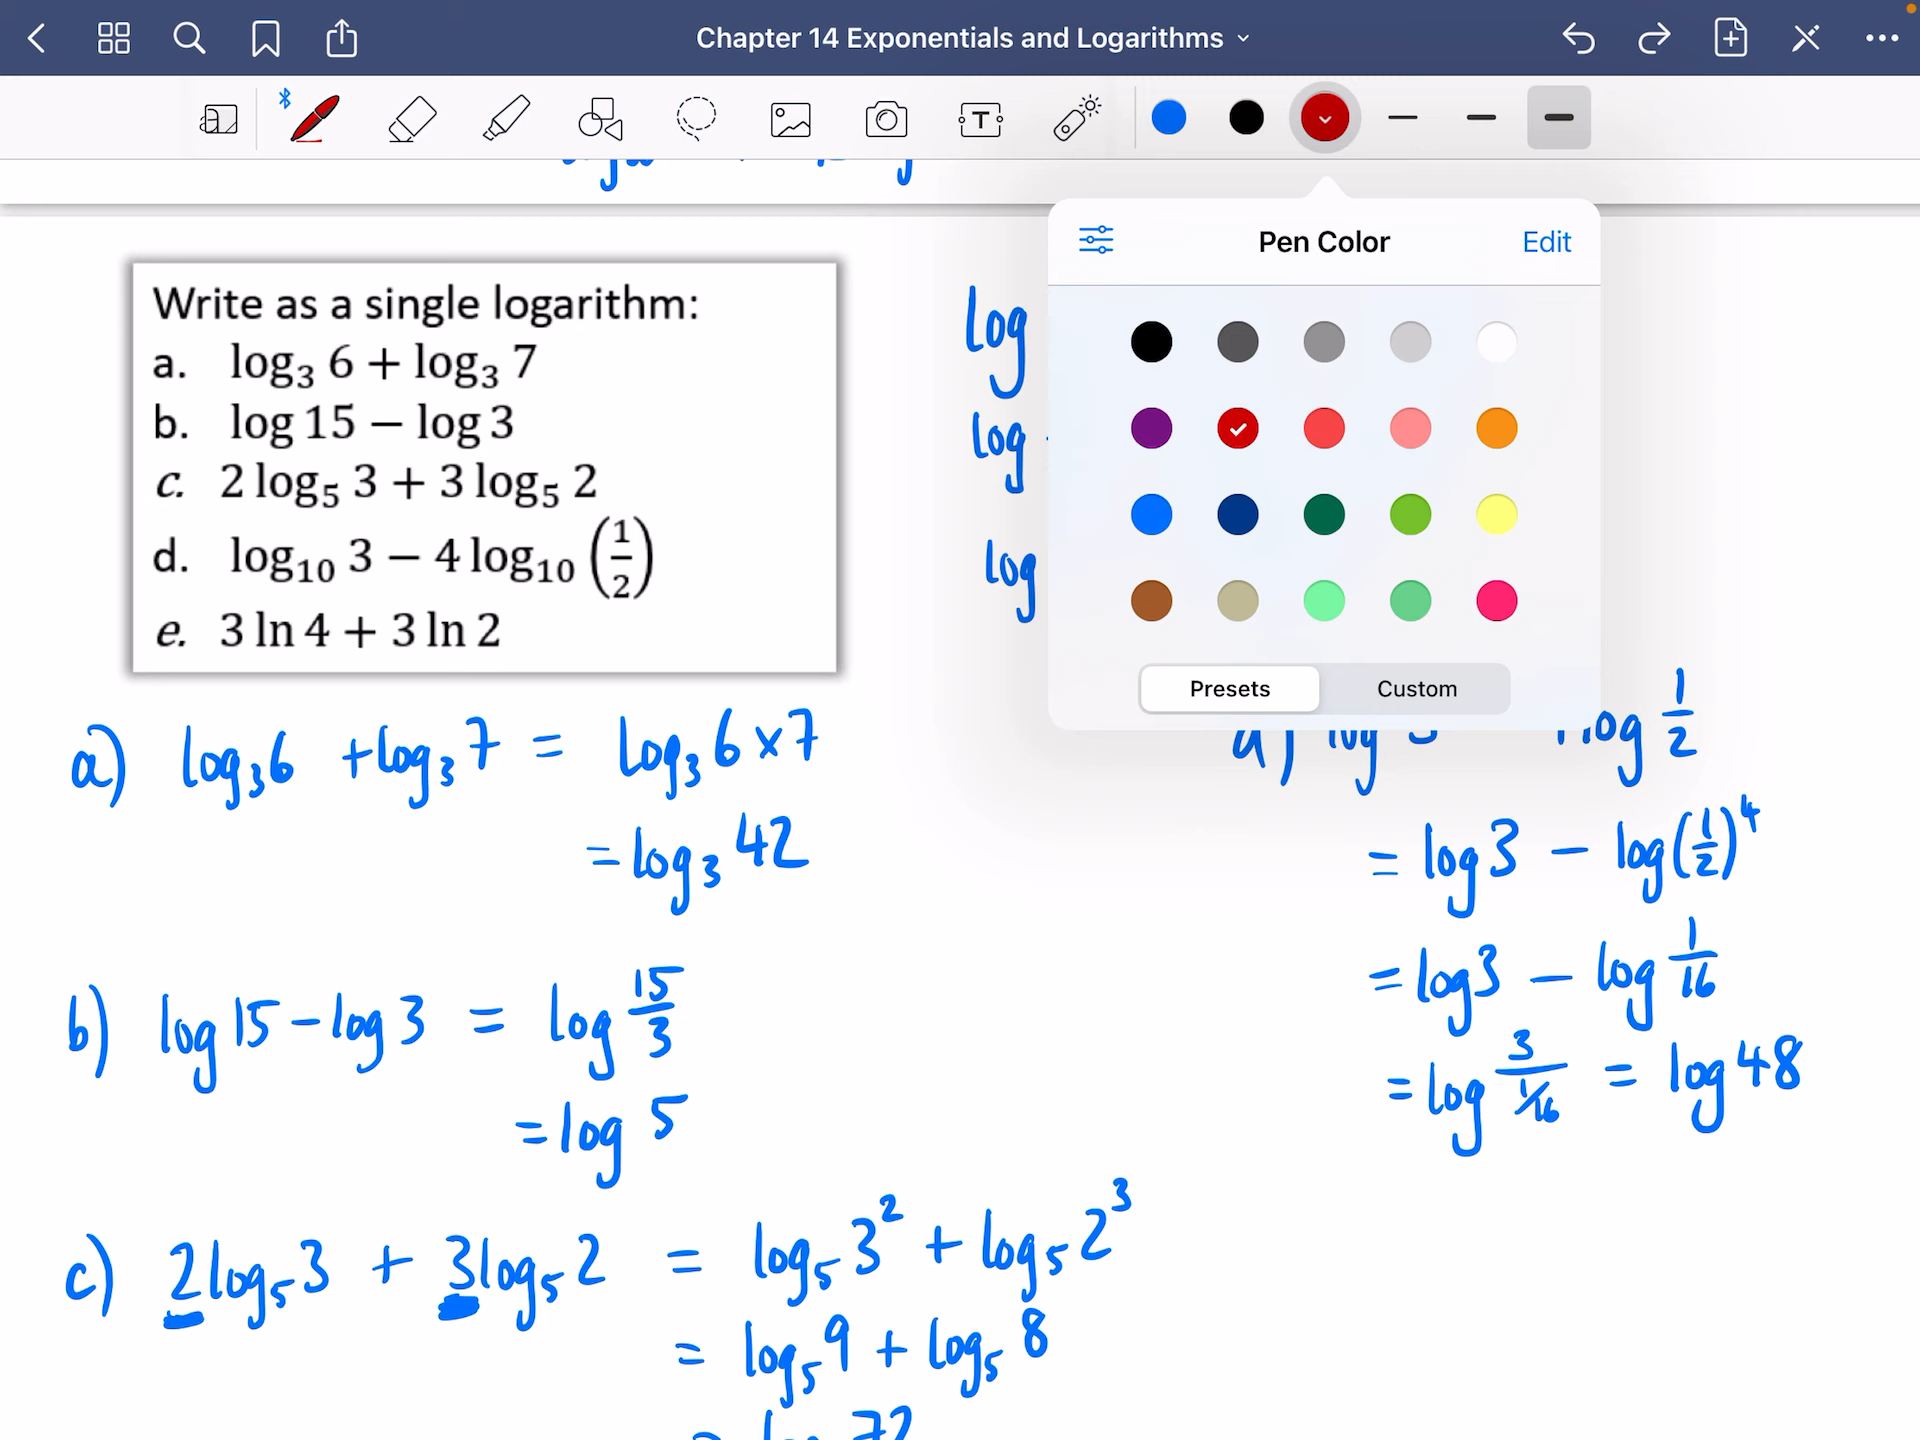 Chapter 14 Exponentials and Logarithms
Pen Color
Edit
Presets
Custom
Write as a single logarithm:
a. log₃ 6 + log₃ 7
b. log 15 − log 3
c. 2 log₅ 3 + 3 log₅ 2
d. log₁₀ 3 − 4 log₁₀ (1/2)
e. 3 ln 4 + 3 ln 2
log
log
log
a) log₃6 + log₃7 = log₃6 × 7
= log₃ 42
b) log 15 − log 3 = log 15/3
= log 5
c) 2log₅3 + 3log₅2 = log₅3² + log₅2³
= log₅9 + log₅8
log 1/2
= log3 − log(1/2)⁴
= log3 − log 1/16
= log 3/(1/16) = log 48